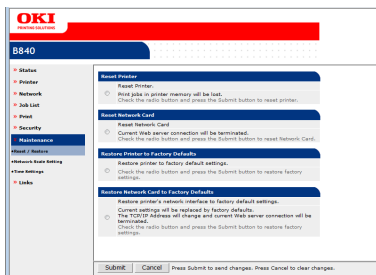 OKI
PRINTING SOLUTIONS
B840
Status
Printer
Network
Job List
Print
Security
Maintenance
Reset / Restore
Network Scale Setting
Time Settings
Links
Reset Printer
Reset Printer.
Print jobs in printer memory will be lost.
Check the radio button and press the Submit button to reset printer.
Reset Network Card
Reset Network Card
Current Web server connection will be terminated.
Check the radio button and press the Submit button to reset Network Card.
Restore Printer to Factory Defaults
Restore printer to factory default settings.
Check the radio button and press the Submit button to restore factory
settings.
Restore Network Card to Factory Defaults
Restore printer's network interface to factory default settings.
Current settings will be replaced by factory defaults.
The TCP/IP Address will change and current Web server connection will be
terminated.
Check the radio button and press the Submit button to restore factory
settings.
Submit Cancel Press Submit to send changes. Press Cancel to clear changes.